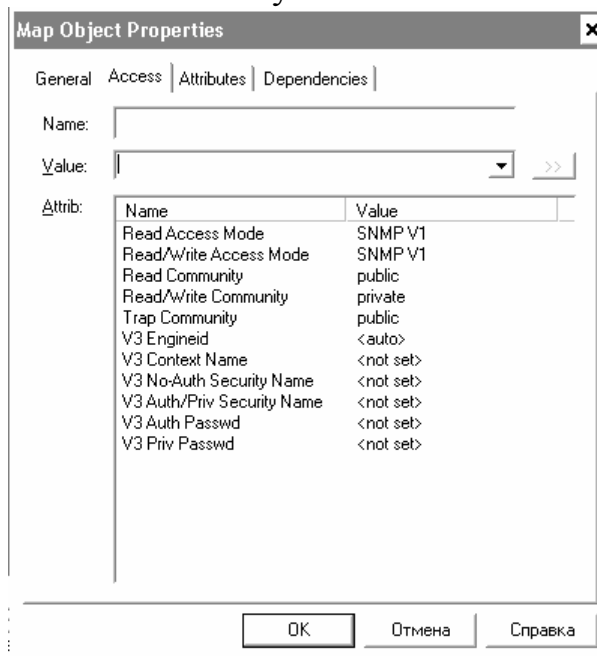 Map Object Properties
General Access Attributes Dependencies
Name:
Value:
>>
Attrib:
Name Value
Read Access Mode SNMP V1
Read/Write Access Mode SNMP V1
Read Community public
Read/Write Community private
Trap Community public
V3 Engineid <auto>
V3 Context Name <not set>
V3 No-Auth Security Name <not set>
V3 Auth/Priv Security Name <not set>
V3 Auth Passwd <not set>
V3 Priv Passwd <not set>
OK Отмена Справка